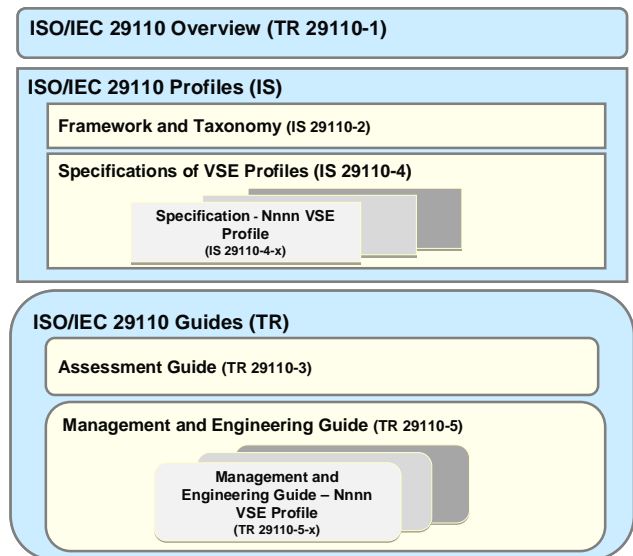 ISO/IEC 29110 Overview (TR 29110-1)
ISO/IEC 29110 Profiles (IS)
Framework and Taxonomy (IS 29110-2)
Specifications of VSE Profiles (IS 29110-4)
Specification - Nnnn VSE
Profile
(IS 29110-4-x)
ISO/IEC 29110 Guides (TR)
Assessment Guide (TR 29110-3)
Management and Engineering Guide (TR 29110-5)
Management and
Engineering Guide – Nnnn
VSE Profile
(TR 29110-5-x)